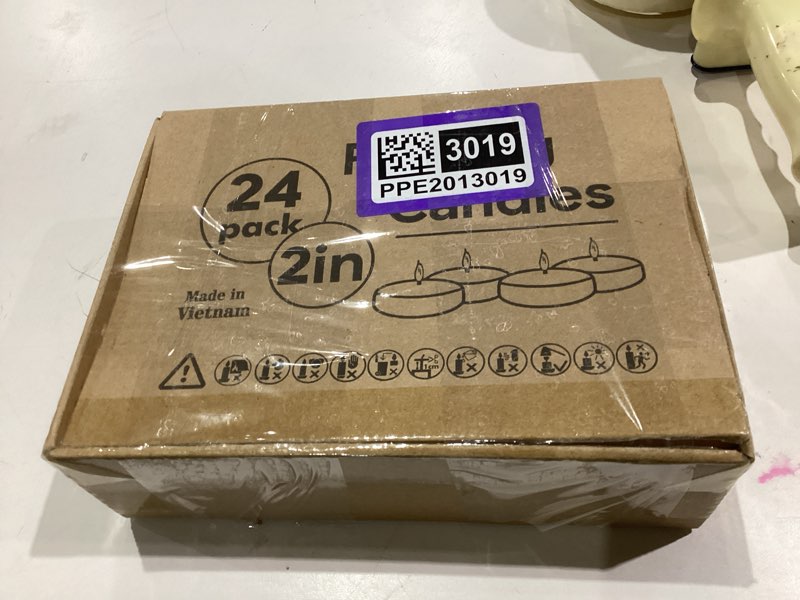 3019
PPE2013019
Candles
24
pack
2in
Made in
Vietnam